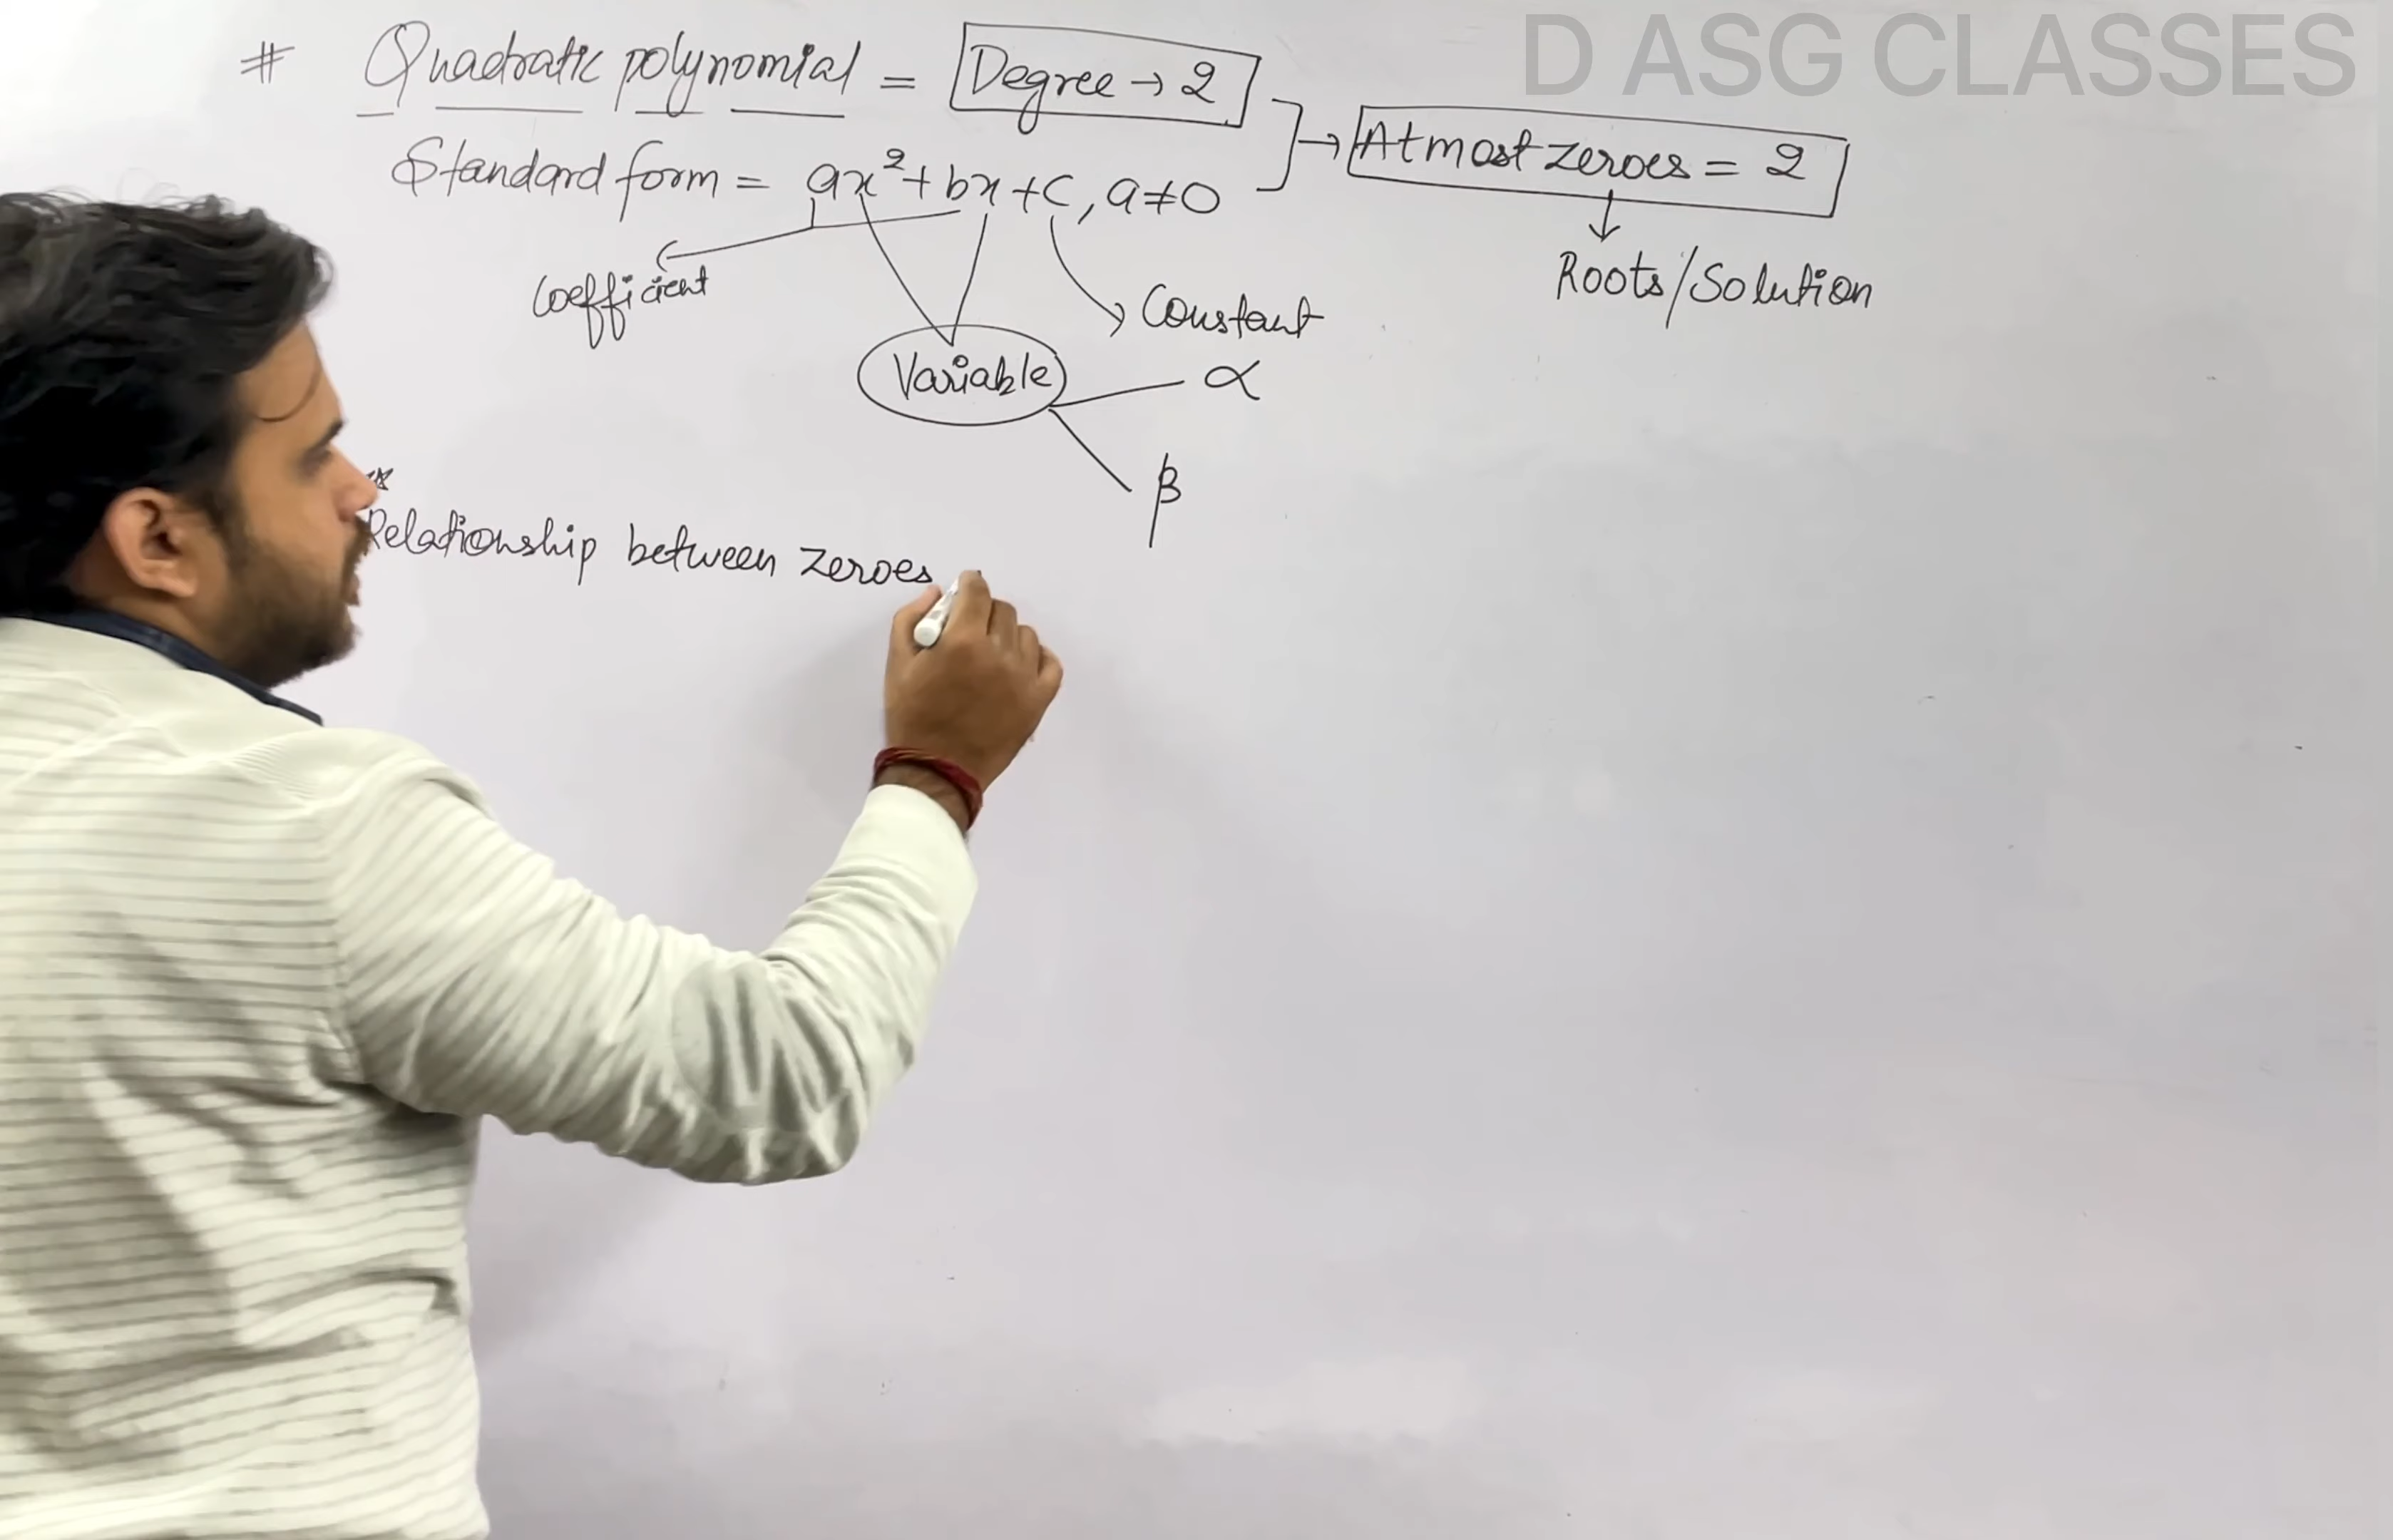 D ASG CLASSES
# Quadratic polynomial = Degree → 2
Standard form = ax² + bx + c, a ≠ 0
→ Atmost zeroes = 2
Roots/Solution
Coefficient
Constant
Variable
α
β
Relationship between zeroes